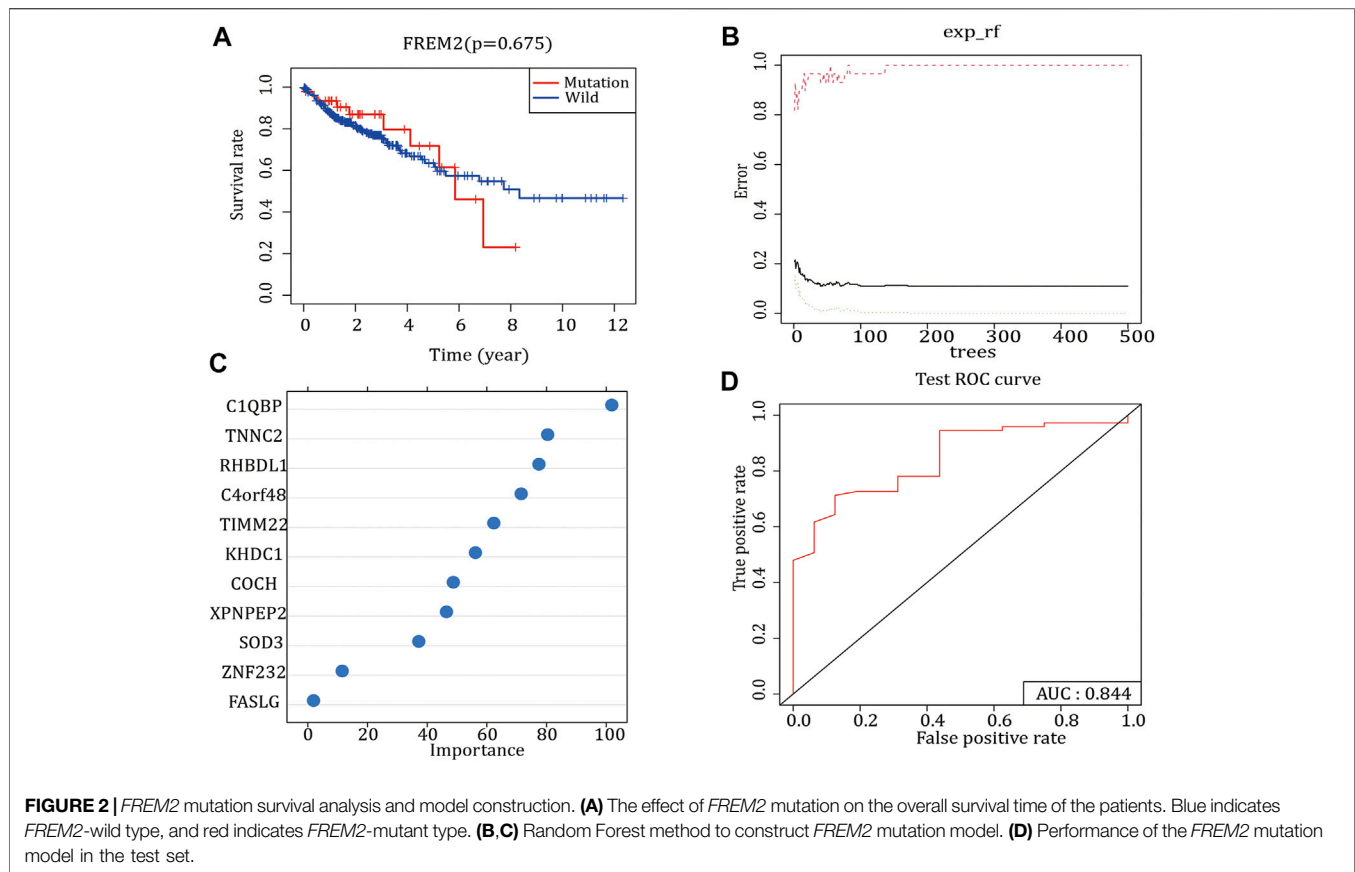 A
FREM2(p=0.675)
Mutation
Wild
Survival rate
1.0
0.8
0.6
0.4
0.2
0.0
0 2 4 6 8 10 12
Time (year)
B
exp_rf
Error
1.0
0.8
0.6
0.4
0.2
0.0
0 100 200 300 400 500
trees
C
C1QBP
TNNC2
RHBDL1
C4orf48
TIMM22
KHDC1
COCH
XPNPEP2
SOD3
ZNF232
FASLG
0 20 40 60 80 100
Importance
D
Test ROC curve
True positive rate
1.0
0.8
0.6
0.4
0.2
0.0
AUC : 0.844
0.0 0.2 0.4 0.6 0.8 1.0
False positive rate
FIGURE 2 | FREM2 mutation survival analysis and model construction. (A) The effect of FREM2 mutation on the overall survival time of the patients. Blue indicates
FREM2-wild type, and red indicates FREM2-mutant type. (B,C) Random Forest method to construct FREM2 mutation model. (D) Performance of the FREM2 mutation
model in the test set.